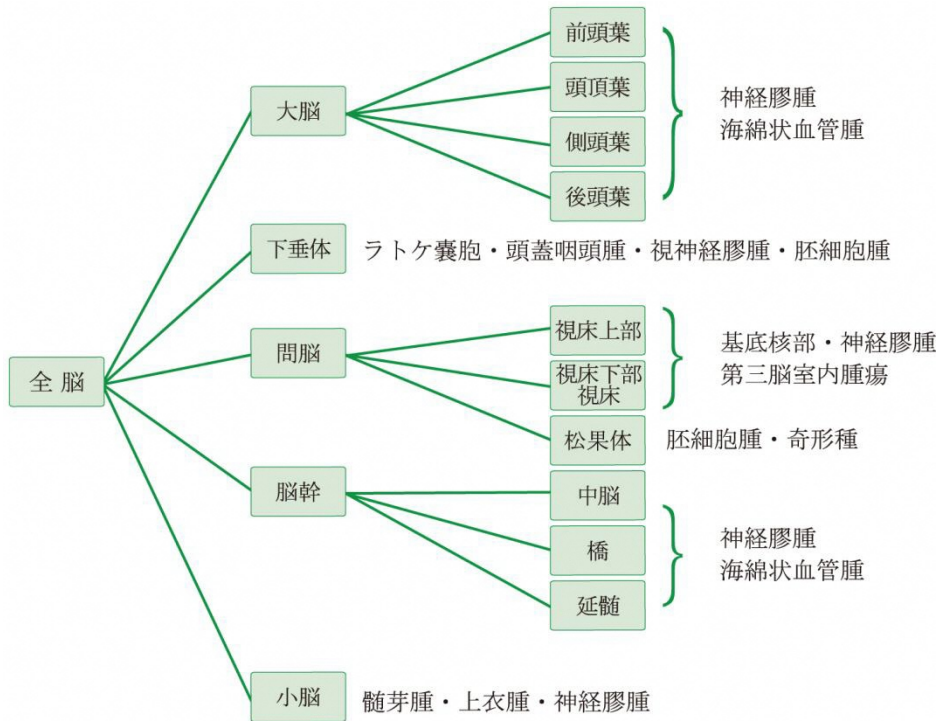 全脳
大脳
前頭葉
頭頂葉
側頭葉
後頭葉
神経膠腫
海綿状血管腫
下垂体
ラトケ嚢胞・頭蓋咽頭腫・視神経膠腫・胚細胞腫
間脳
視床上部
視床下部
視床
基底核部・神経膠腫
第三脳室内腫瘍
松果体
胚細胞腫・奇形種
脳幹
中脳
橋
延髄
神経膠腫
海綿状血管腫
小脳
髄芽腫・上衣腫・神経膠腫